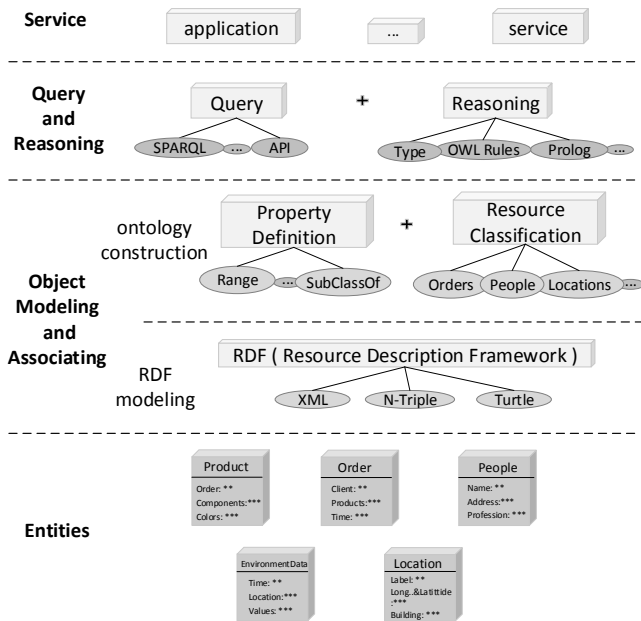 Service
application
...
service
Query
and
Reasoning
Query
+
Reasoning
SPARQL
...
API
Type
OWL Rules
Prolog
...
Object
Modeling
and
Associating
ontology
construction
Property
Definition
+
Resource
Classification
Range
...
SubClassOf
Orders
People
Locations
...
RDF
modeling
RDF ( Resource Description Framework )
XML
N-Triple
Turtle
Entities
Product
Order: **
Components:***
Colors: ***
Order
Client: **
Products:***
Time: ***
People
Name: **
Address:***
Profession: ***
EnvironmentData
Time: **
Location:***
Values: ***
Location
Label: **
Long..&Latittide
:***
Building: ***